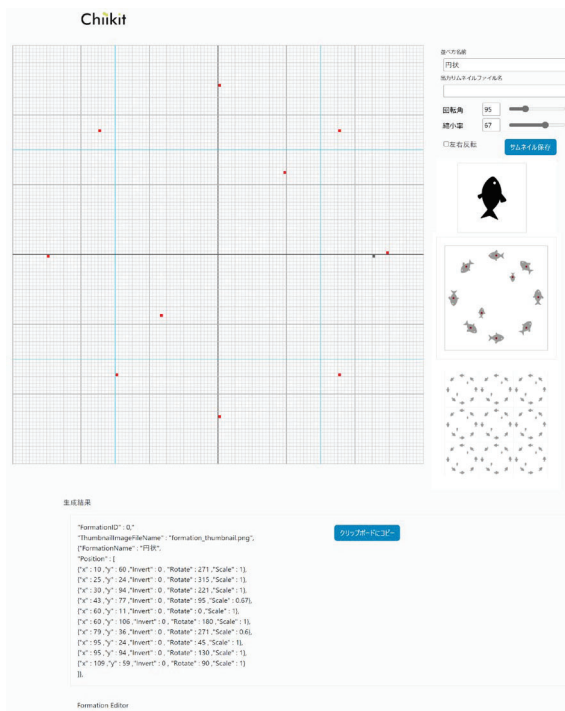 Chiikit
並べ方名前
円状
出力サムネイルファイル名
回転角 95
縮小率 67
□左右反転 サムネイル保存
生成結果
クリップボードにコピー
"FormationID" : 0,"
"ThumbnailImageFileName" : "formation_thumbnail.png",
{"FormationName" : "円状",
"Position" : [
{"x" : 10 ,"y" : 60 ,"Invert" : 0 , "Rotate" : 271 ,"Scale" : 1},
{"x" : 25 ,"y" : 24 ,"Invert" : 0 , "Rotate" : 315 ,"Scale" : 1},
{"x" : 30 ,"y" : 94 ,"Invert" : 0 , "Rotate" : 221 ,"Scale" : 1},
{"x" : 43 ,"y" : 77 ,"Invert" : 0 , "Rotate" : 95 ,"Scale" : 0.67},
{"x" : 60 ,"y" : 11 ,"Invert" : 0 , "Rotate" : 0 ,"Scale" : 1},
{"x" : 60 ,"y" : 106 ,"Invert" : 0 , "Rotate" : 180 ,"Scale" : 1},
{"x" : 79 ,"y" : 36 ,"Invert" : 0 , "Rotate" : 271 ,"Scale" : 0.6},
{"x" : 95 ,"y" : 24 ,"Invert" : 0 , "Rotate" : 45 ,"Scale" : 1},
{"x" : 95 ,"y" : 94 ,"Invert" : 0 , "Rotate" : 130 ,"Scale" : 1},
{"x" : 109 ,"y" : 59 ,"Invert" : 0 , "Rotate" : 90 ,"Scale" : 1}
]},
Formation Editor